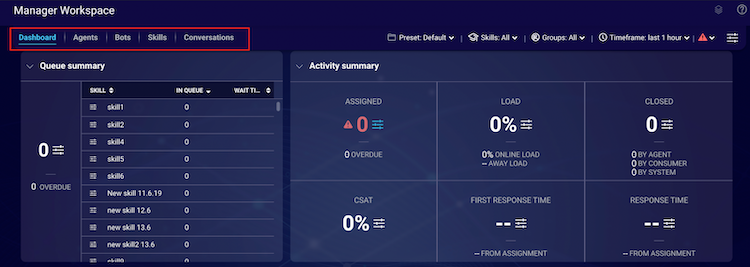 Manager Workspace
Dashboard | Agents | Bots | Skills | Conversations
Preset: Default | Skills: All | Groups: All | Timeframe: last 1 hour |
Queue summary
SKILL IN QUEUE WAIT TI...
0
0 OVERDUE
skill1 0
skill2 0
skill4 0
skill5 0
skill6 0
New skill 11.6.19 0
new skill 12.6 0
new skill 13.6 0
new skill2 13.6 0
skill9 0
Activity summary
ASSIGNED
0
0 OVERDUE
LOAD
0%
0% ONLINE LOAD
-- AWAY LOAD
CLOSED
0
0 BY AGENT
0 BY CONSUMER
0 BY SYSTEM
CSAT
0%
FIRST RESPONSE TIME
--
-- FROM ASSIGNMENT
RESPONSE TIME
--
-- FROM ASSIGNMENT